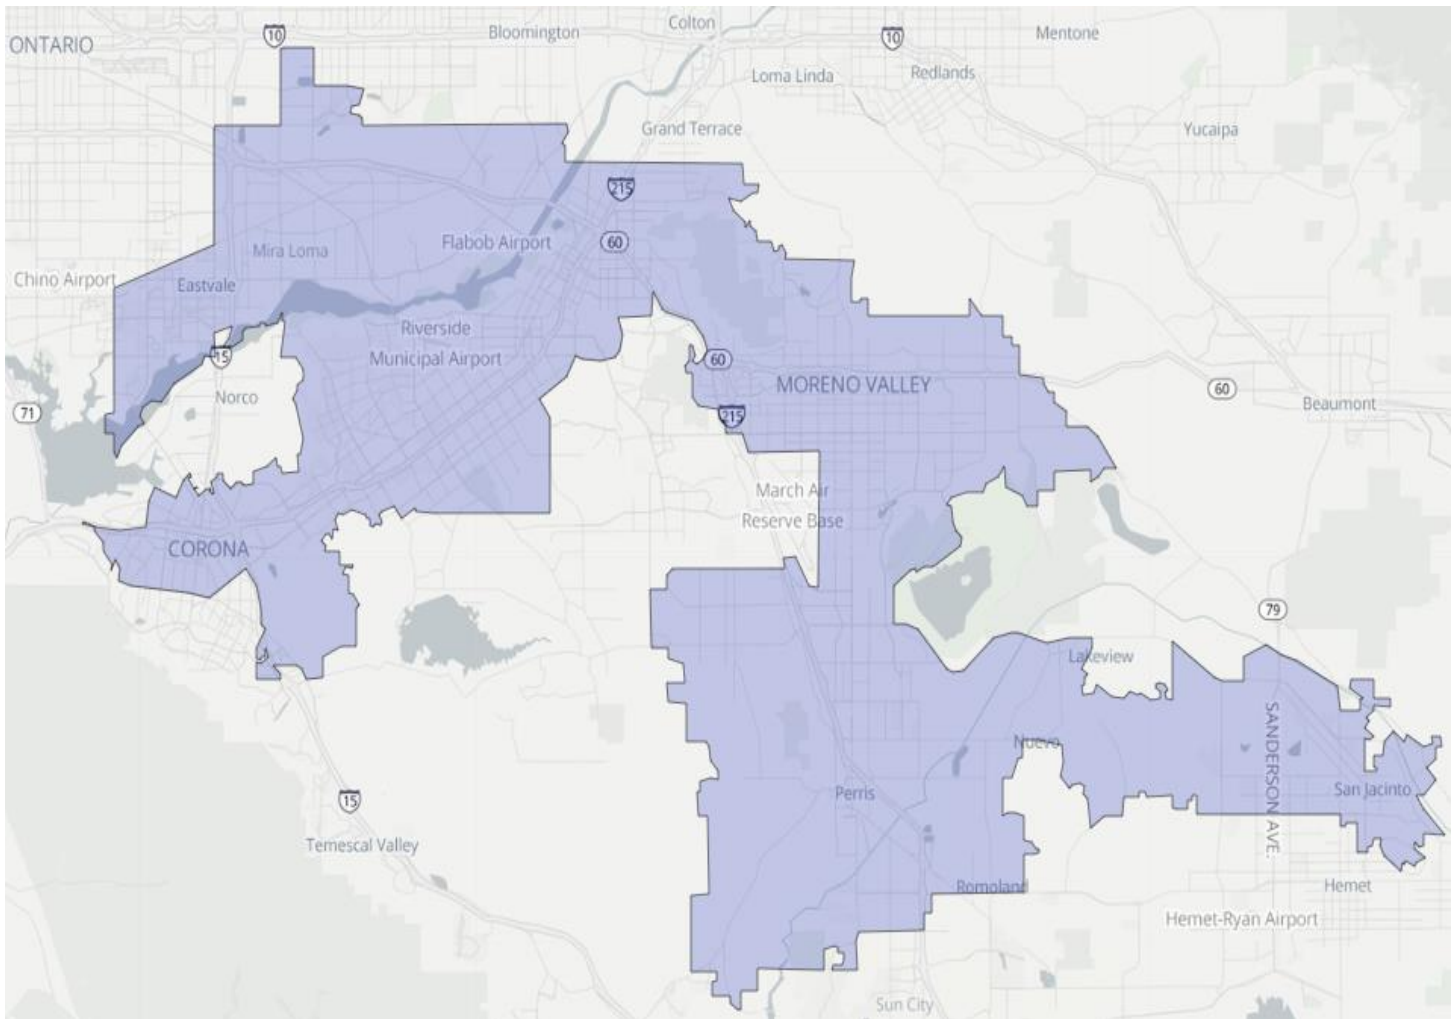 Colton
10
Bloomington
10
Mentone
ONTARIO
Loma Linda
Redlands
Grand Terrace
Yucaipa
215
60
Flabob Airport
Mira Loma
Chino Airport
Eastvale
Riverside
Municipal Airport
15
60
MORENO VALLEY
60
Norco
71
215
Beaumont
March Air
Reserve Base
CORONA
79
Lakeview
SANDERSON AVE.
Nuevo
15
Perris
San Jacinto
Temescal Valley
Romoland
Hemet
Hemet-Ryan Airport
Sun City